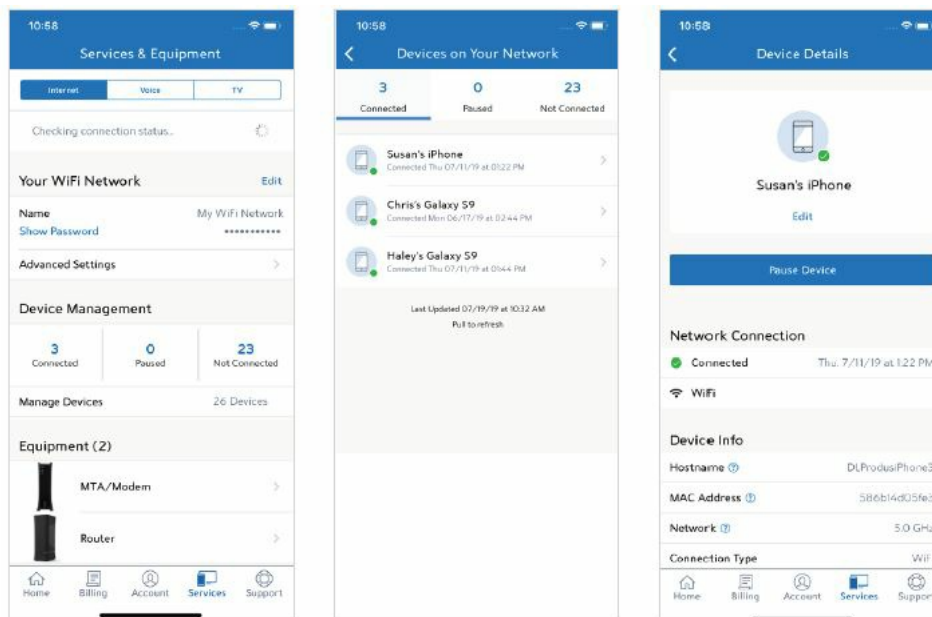 10:58
Services & Equipment
Internet Voice TV
Checking connection status..
Your WiFi Network Edit
Name My WiFi Network
Show Password •••••••••••
Advanced Settings
Device Management
3 0 23
Connected Paused Not Connected
Manage Devices 26 Devices
Equipment (2)
MTA/Modem
Router
Home Billing Account Services Support
10:58
Devices on Your Network
3 0 23
Connected Paused Not Connected
Susan's iPhone
Connected Thu 07/11/19 at 01:22 PM
Chris's Galaxy S9
Connected Mon 06/17/19 at 02:44 PM
Haley's Galaxy S9
Connected Thu 07/11/19 at 01:44 PM
Last Updated 07/19/19 at 10:32 AM
Pull to refresh
10:58
Device Details
Susan's iPhone
Edit
Pause Device
Network Connection
Connected Thu. 7/11/19 at 1:22 PM
WiFi
Device Info
Hostname DLProdusiPhone
MAC Address 586b14d05fe
Network 5.0 GHz
Connection Type WiF
Home Billing Account Services Support